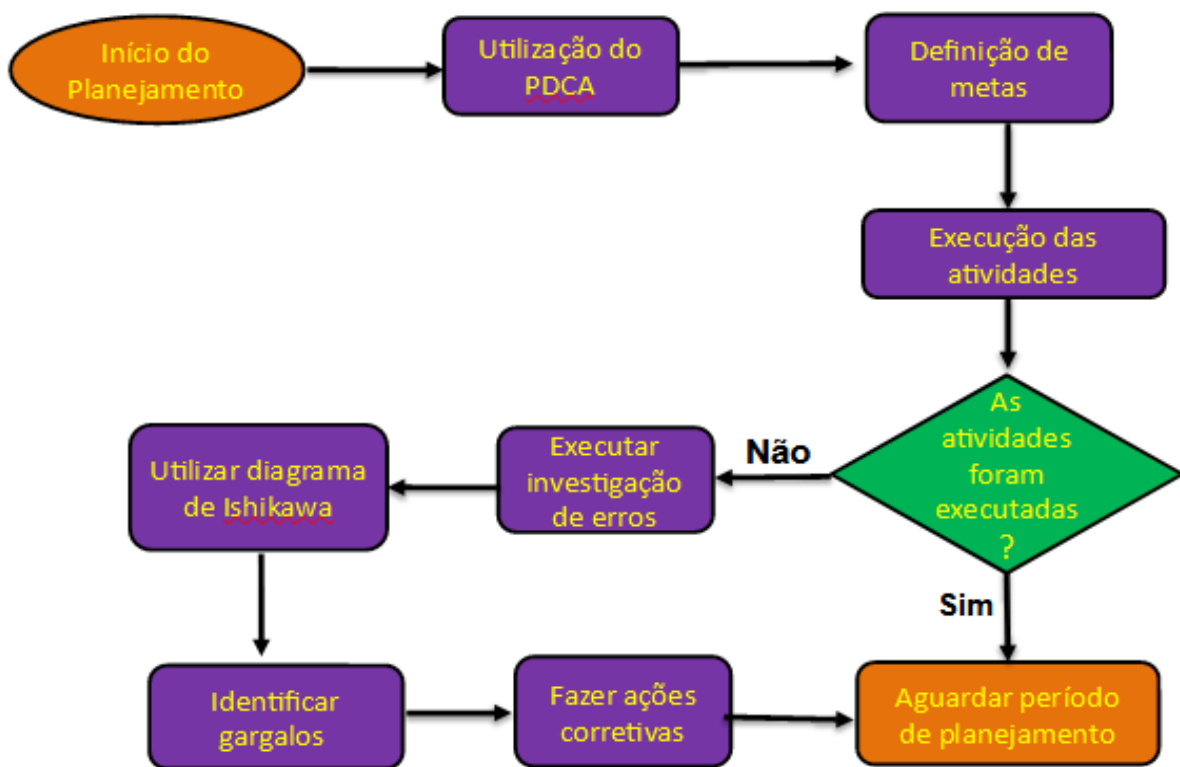 Início do
Planejamento
Utilização do
PDCA
Definição de
metas
Execução das
atividades
As
atividades
foram
executadas
?
Não
Executar
investigação
de erros
Utilizar diagrama
de Ishikawa
Sim
Identificar
gargalos
Fazer ações
corretivas
Aguardar período
de planejamento